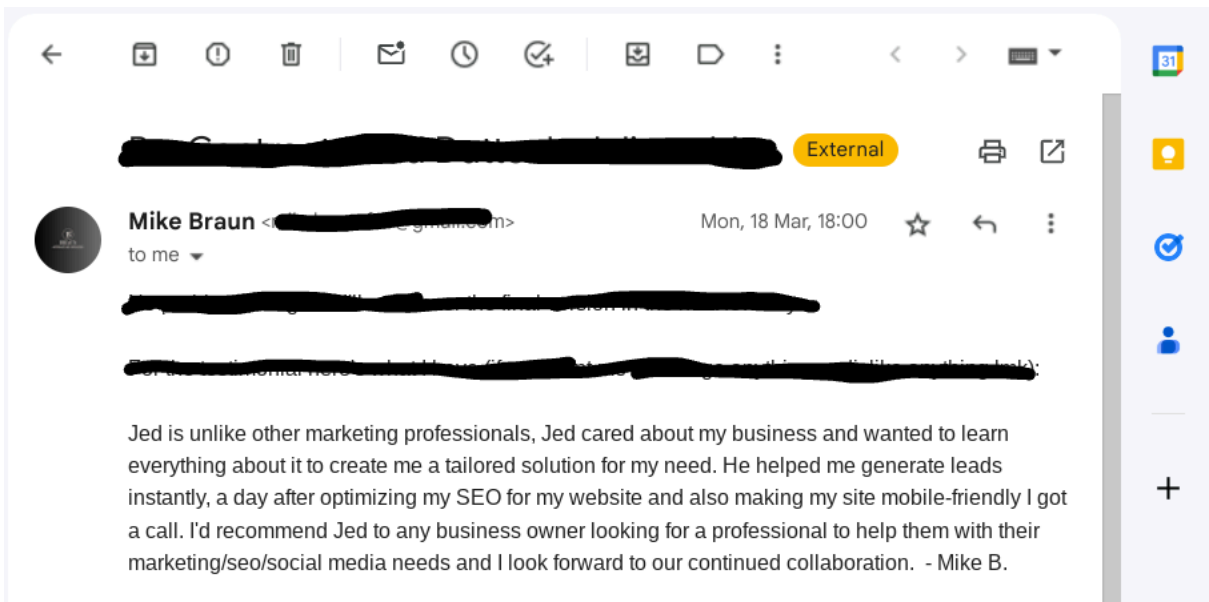 31
External
Mike Braun
Mon, 18 Mar, 18:00
to me
Jed is unlike other marketing professionals, Jed cared about my business and wanted to learn
everything about it to create me a tailored solution for my need. He helped me generate leads
instantly, a day after optimizing my SEO for my website and also making my site mobile-friendly I got
a call. I'd recommend Jed to any business owner looking for a professional to help them with their
marketing/seo/social media needs and I look forward to our continued collaboration.  - Mike B.